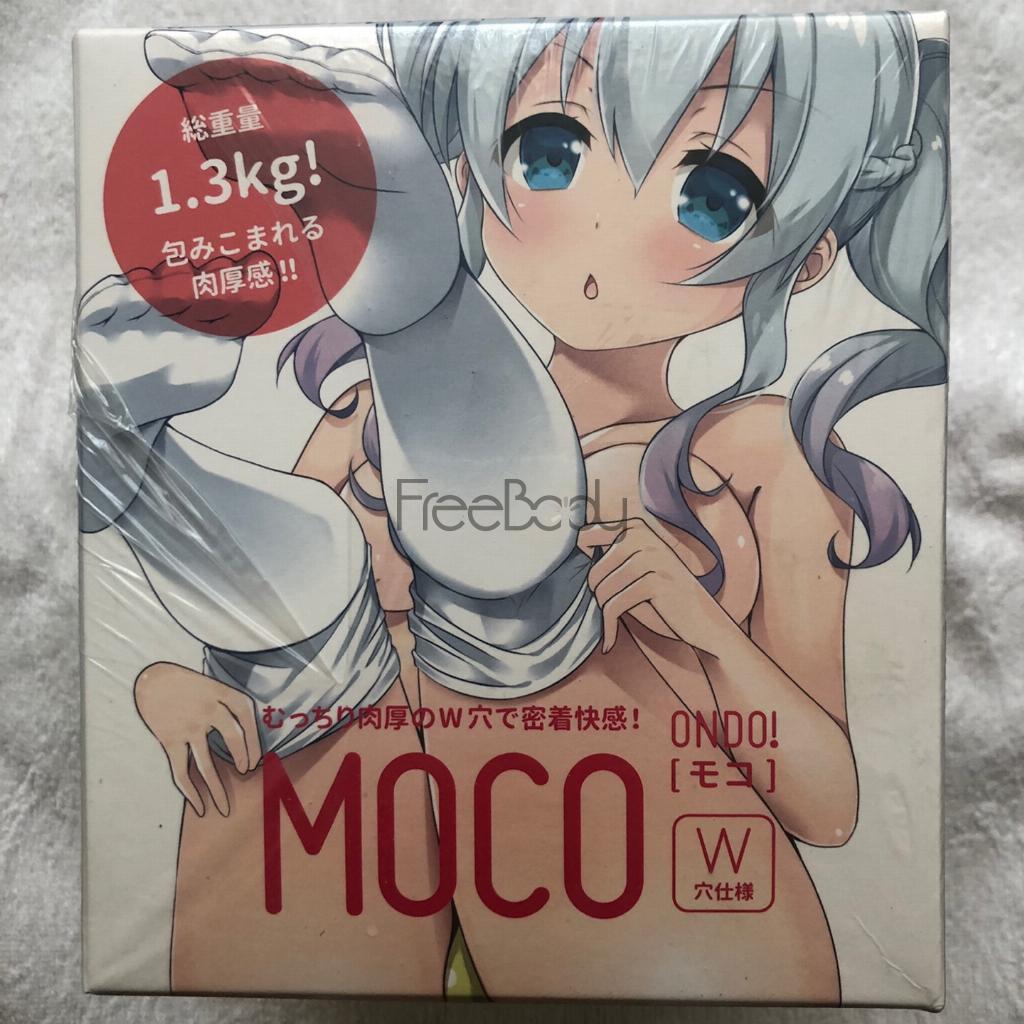 総重量
1.3kg!
包みこまれる
肉厚感!!
FreeBody
むっちり肉厚のW穴で密着快感!
MOCO
ONDO!
[モコ]
W
穴仕様